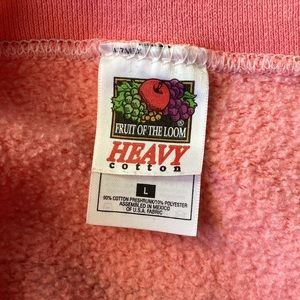 FRUIT OF THE LOOM
®
HEAVY
cotton
L
90% COTTON PRESHRUNK/10% POLYESTER
ASSEMBLED IN MEXICO
OF U.S.A. FABRIC